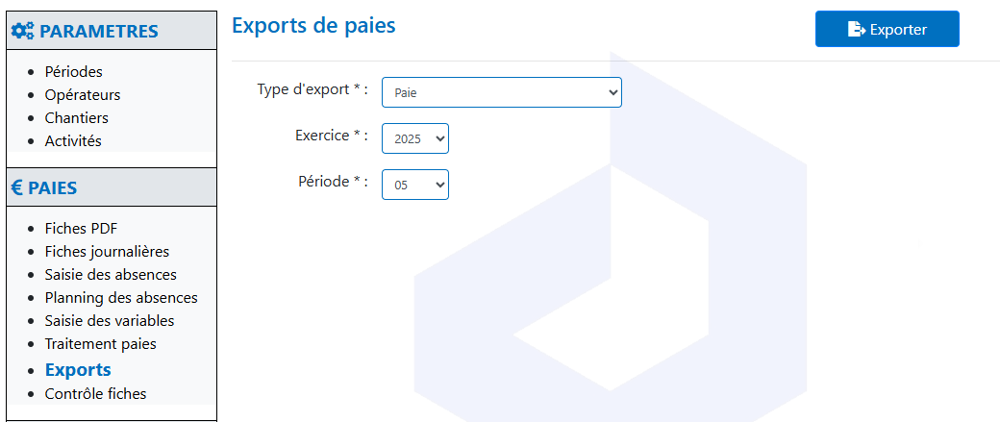 PARAMETRES
Périodes
Opérateurs
Chantiers
Activités
€ PAIES
Fiches PDF
Fiches journalières
Saisie des absences
Planning des absences
Saisie des variables
Traitement paies
Exports
Contrôle fiches
Exports de paies
Exporter
Type d'export * : Paie
Exercice * : 2025
Période * : 05